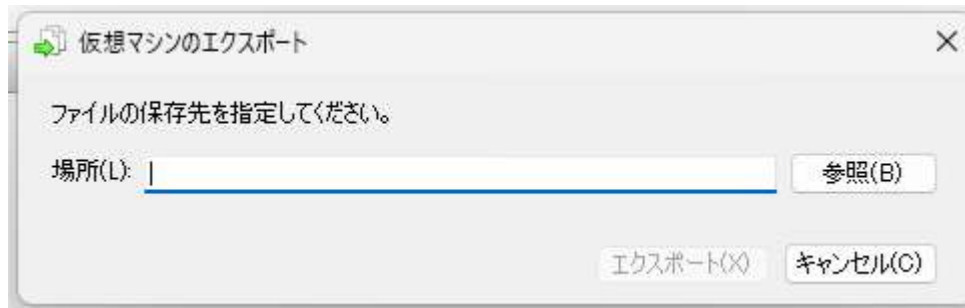 仮想マシンのエクスポート
ファイルの保存先を指定してください。
場所(L): 参照(B)
エクスポート(X) キャンセル(C)